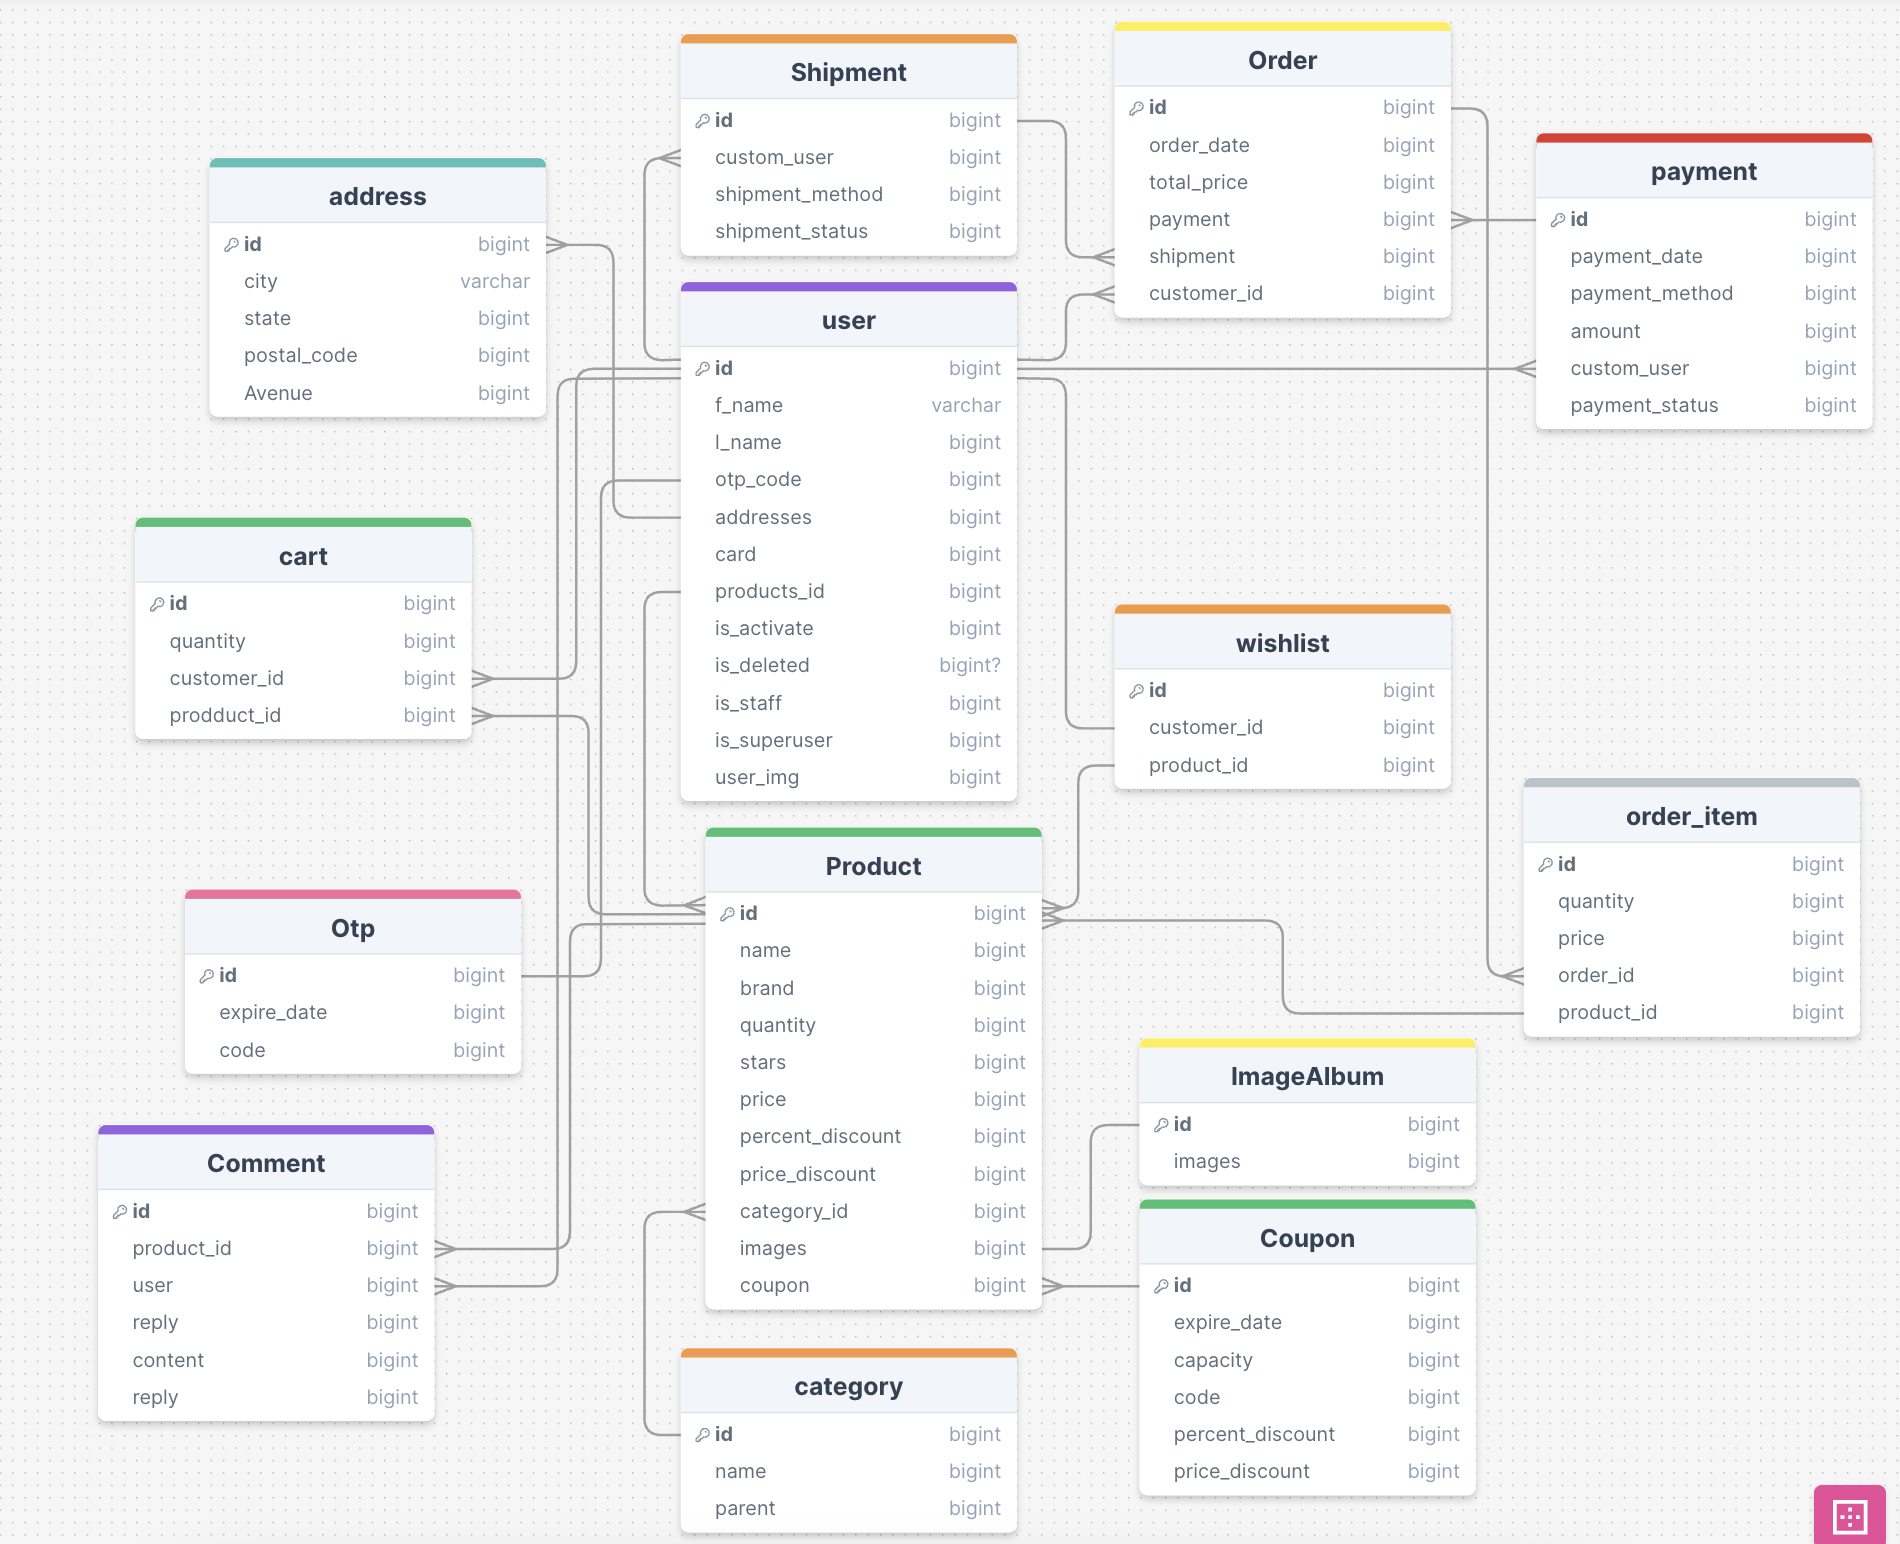 Shipment
id bigint
custom_user bigint
shipment_method bigint
shipment_status bigint
Order
id bigint
order_date bigint
total_price bigint
payment bigint
shipment bigint
customer_id bigint
payment
id bigint
payment_date bigint
payment_method bigint
amount bigint
custom_user bigint
payment_status bigint
address
id bigint
city varchar
state bigint
postal_code bigint
Avenue bigint
user
id bigint
f_name varchar
l_name bigint
otp_code bigint
addresses bigint
card bigint
products_id bigint
is_activate bigint
is_deleted bigint?
is_staff bigint
is_superuser bigint
user_img bigint
cart
id bigint
quantity bigint
customer_id bigint
prodduct_id bigint
wishlist
id bigint
customer_id bigint
product_id bigint
order_item
id bigint
quantity bigint
price bigint
order_id bigint
product_id bigint
Product
id bigint
name bigint
brand bigint
quantity bigint
stars bigint
price bigint
percent_discount bigint
price_discount bigint
category_id bigint
images bigint
coupon bigint
Otp
id bigint
expire_date bigint
code bigint
ImageAlbum
id bigint
images bigint
Comment
id bigint
product_id bigint
user bigint
reply bigint
content bigint
reply bigint
Coupon
id bigint
expire_date bigint
capacity bigint
code bigint
percent_discount bigint
price_discount bigint
category
id bigint
name bigint
parent bigint